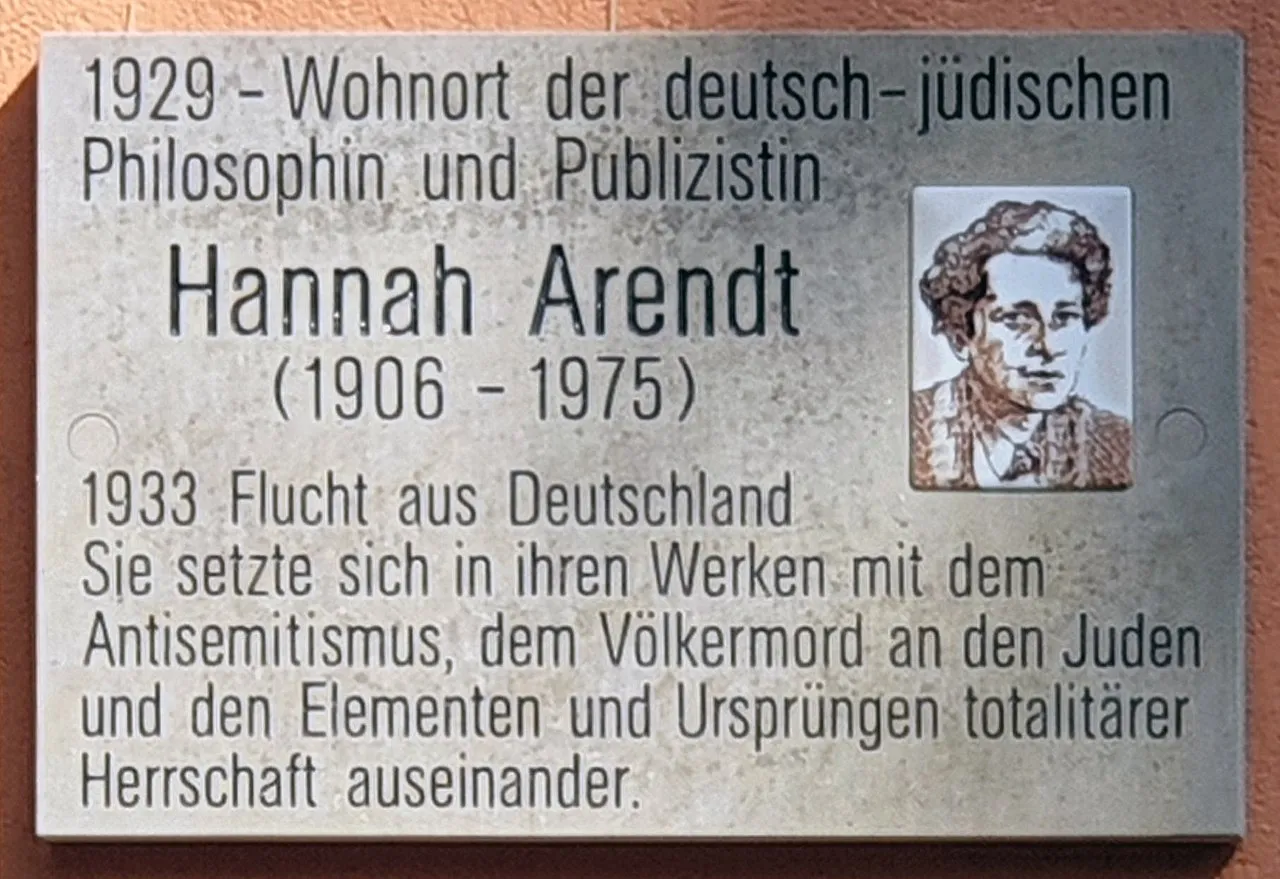 1929 - Wohnort der deutsch-jüdischen
Philosophin und Publizistin
Hannah Arendt
(1906 - 1975)
1933 Flucht aus Deutschland
Sie setzte sich in ihren Werken mit dem
Antisemitismus, dem Völkermord an den Juden
und den Elementen und Ursprüngen totalitärer
Herrschaft auseinander.